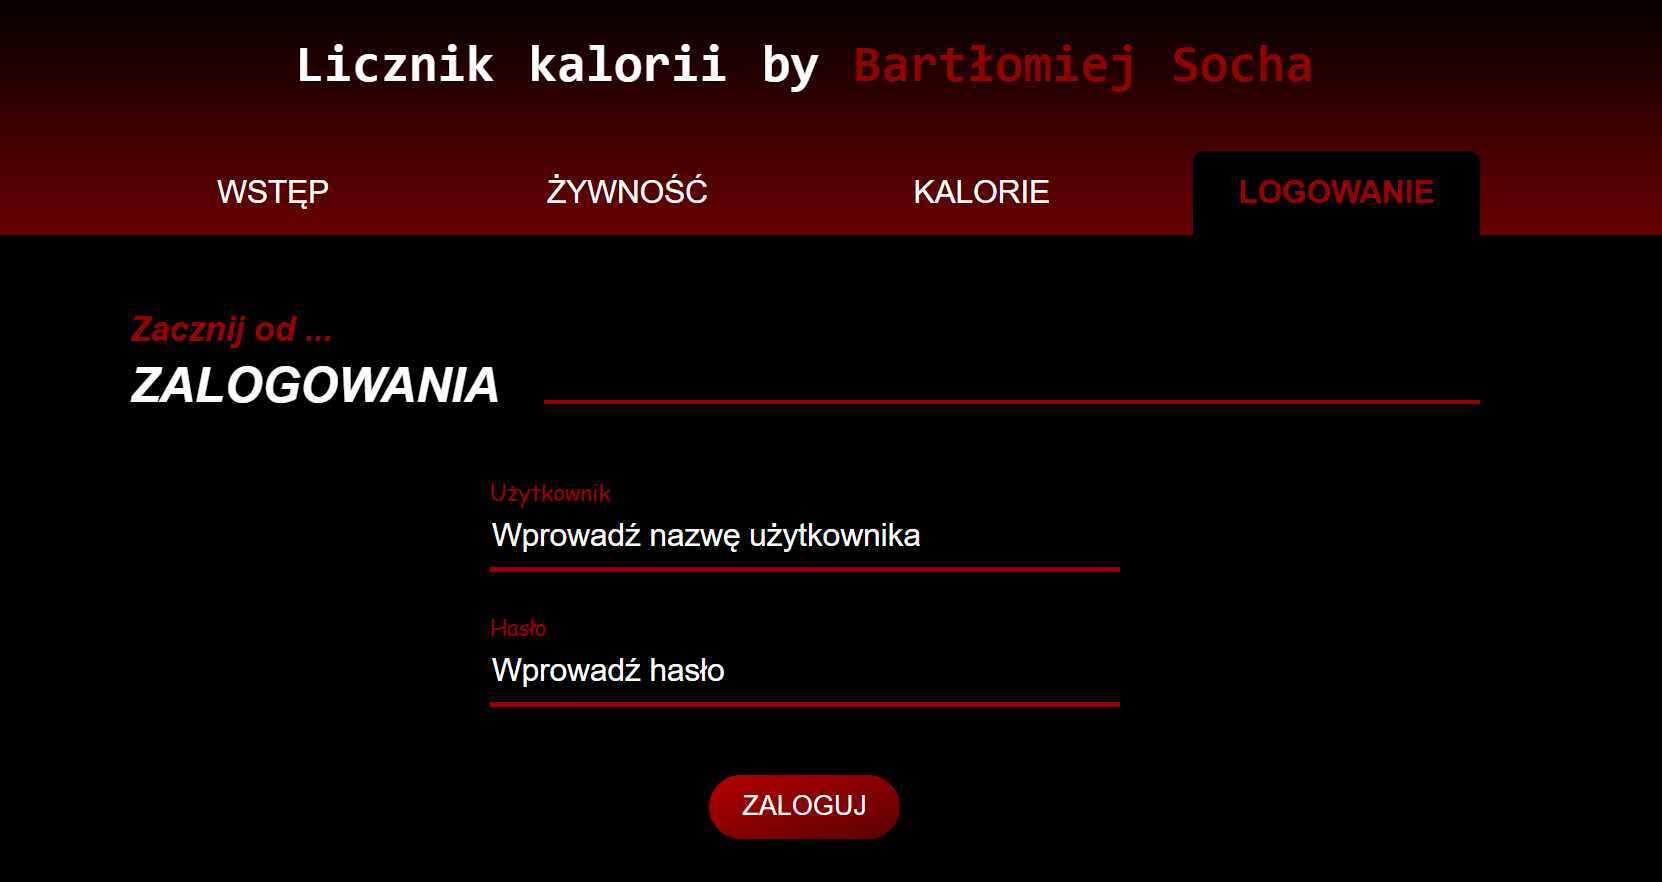 Licznik kalorii by Bartłomiej Socha
WSTĘP ŻYWNOŚĆ KALORIE LOGOWANIE
Zacznij od ...
ZALOGOWANIA
Użytkownik
Wprowadź nazwę użytkownika
Hasło
Wprowadź hasło
ZALOGUJ